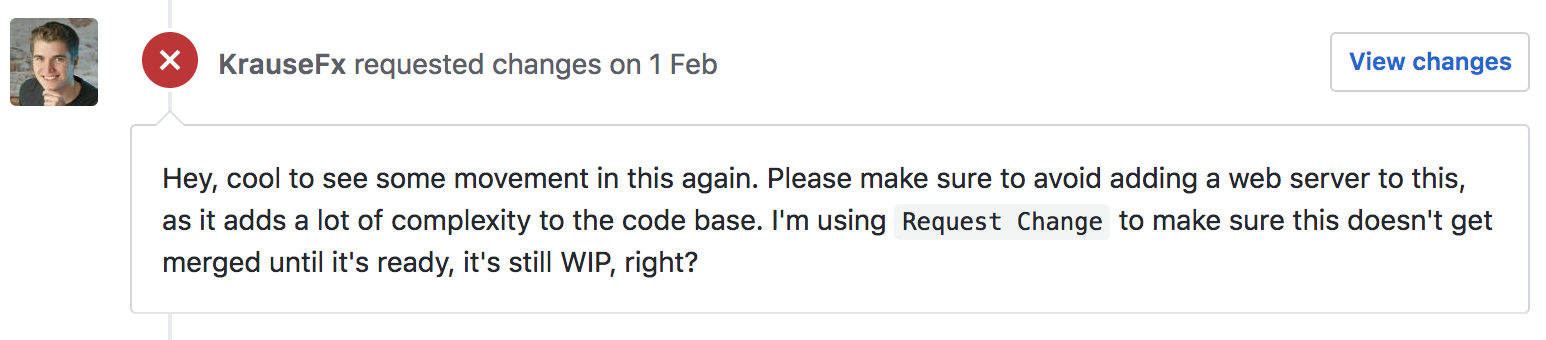 KrauseFx requested changes on 1 Feb
View changes
Hey, cool to see some movement in this again. Please make sure to avoid adding a web server to this,
as it adds a lot of complexity to the code base. I'm using Request Change to make sure this doesn't get
merged until it's ready, it's still WIP, right?